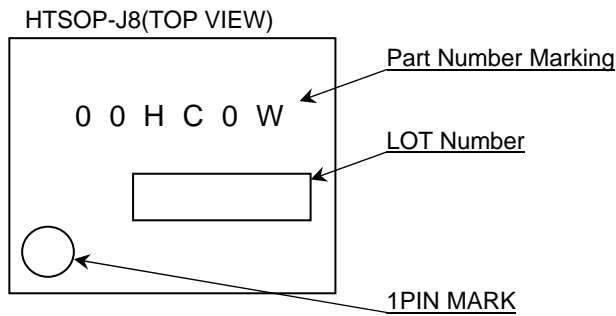 HTSOP-J8(TOP VIEW)
Part Number Marking
0 0 H C 0 W
LOT Number
1PIN MARK